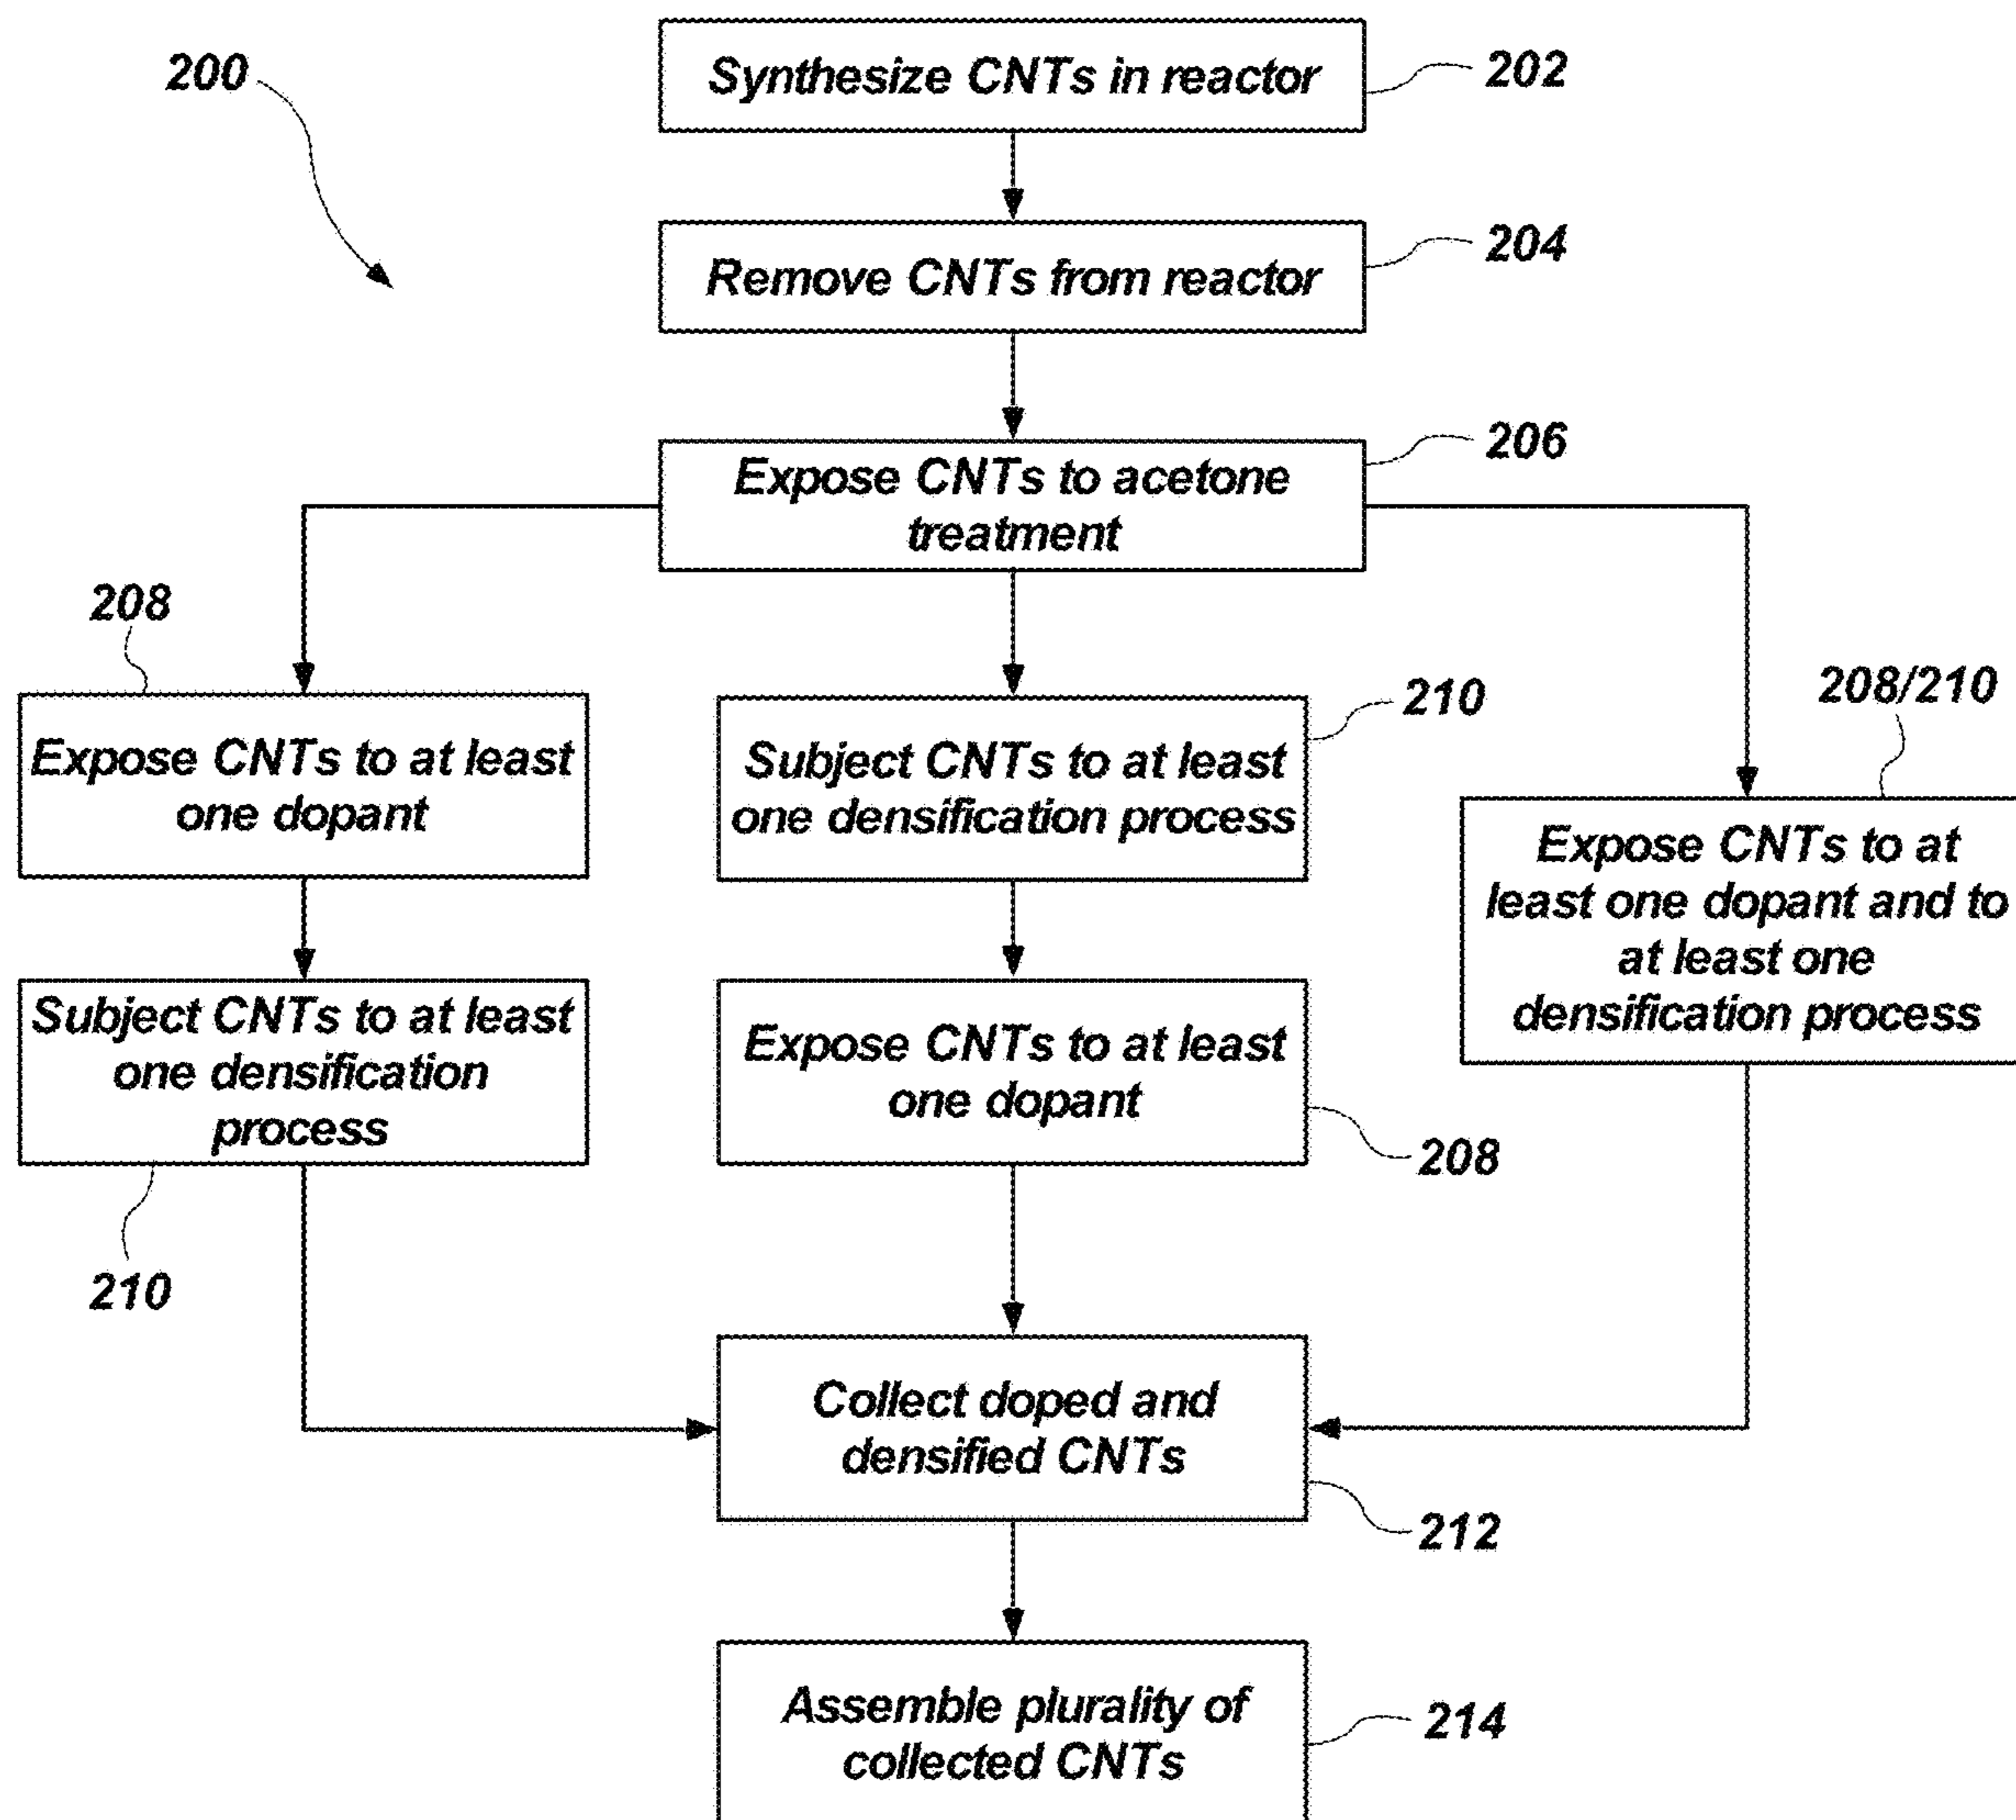 200
Synthesize CNTs in reactor
202
Remove CNTs from reactor
204
Expose CNTs to acetone
treatment
206
208
Expose CNTs to at least
one dopant
Subject CNTs to at least
one densification
process
210
210
Subject CNTs to at least
one densification process
Expose CNTs to at least
one dopant
208
208/210
Expose CNTs to at
least one dopant and to
at least one
densification process
Collect doped and
densified CNTs
212
Assemble plurality of
collected CNTs
214